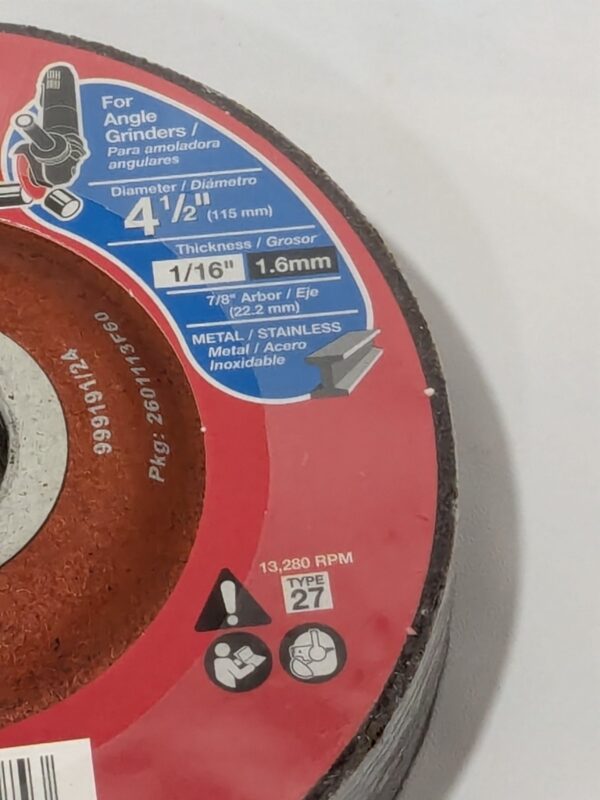 For
Angle
Grinders /
Para amoladora
angulares
Diameter / Diámetro
4 1/2" (115 mm)
Thickness / Grosor
1/16" 1.6mm
7/8" Arbor / Eje
(22.2 mm)
METAL / STAINLESS
Metal / Acero
Inoxidable
999191/24
Pkg: 2601113F60
13,280 RPM
TYPE
27